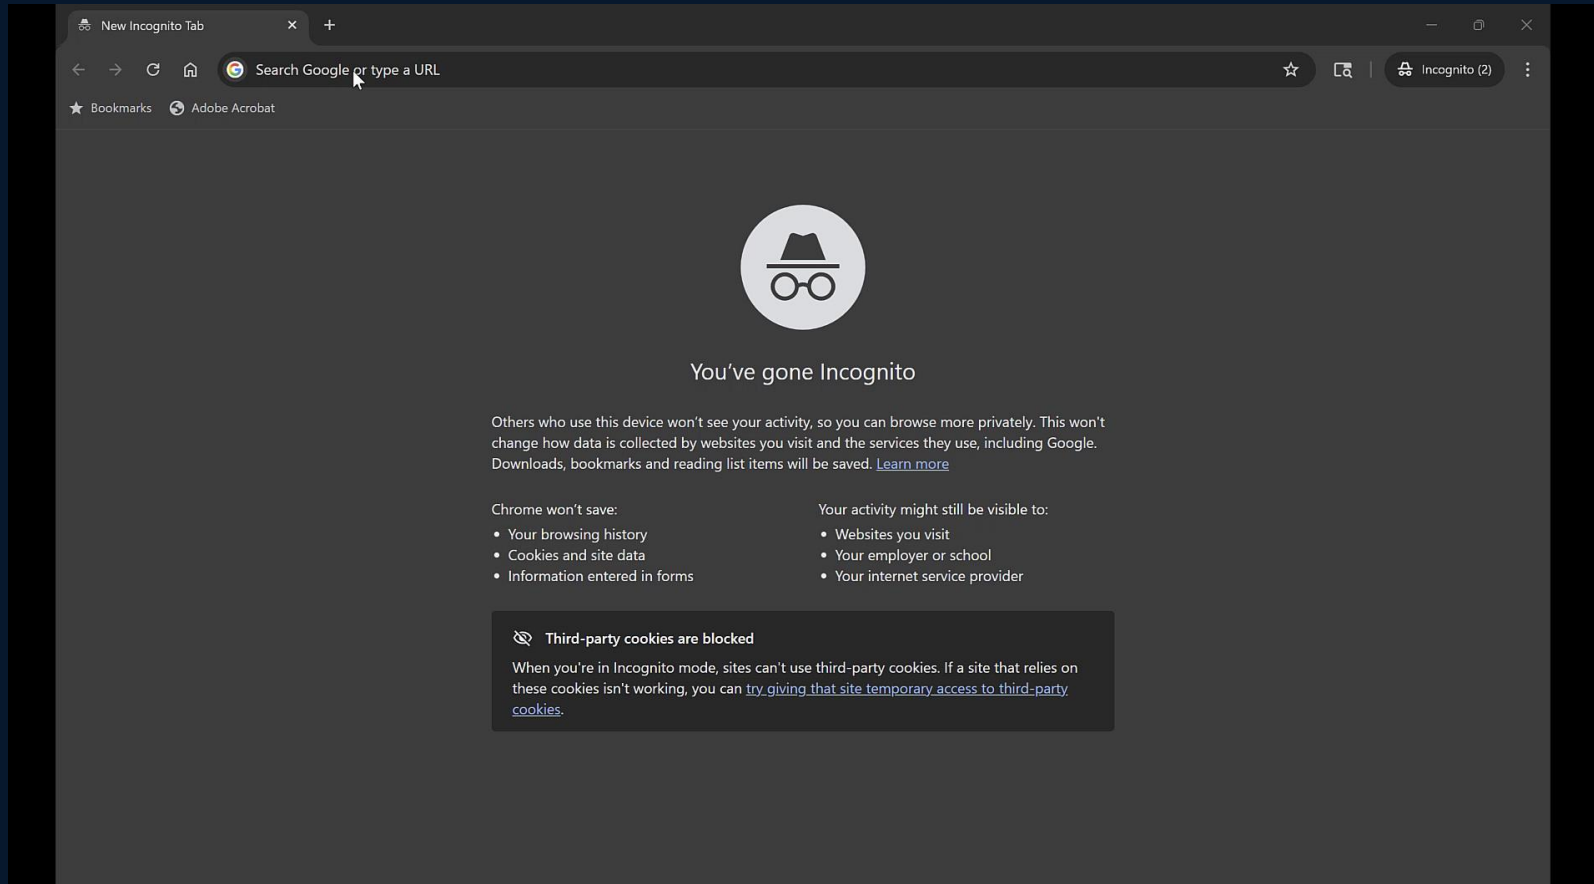 New Incognito Tab
Search Google or type a URL
Incognito (2)
Bookmarks
Adobe Acrobat
You've gone Incognito
Others who use this device won't see your activity, so you can browse more privately. This won't
change how data is collected by websites you visit and the services they use, including Google.
Downloads, bookmarks and reading list items will be saved. Learn more
Chrome won't save:
• Your browsing history
• Cookies and site data
• Information entered in forms
Your activity might still be visible to:
• Websites you visit
• Your employer or school
• Your internet service provider
Third-party cookies are blocked
When you're in Incognito mode, sites can't use third-party cookies. If a site that relies on
these cookies isn't working, you can try giving that site temporary access to third-party
cookies.